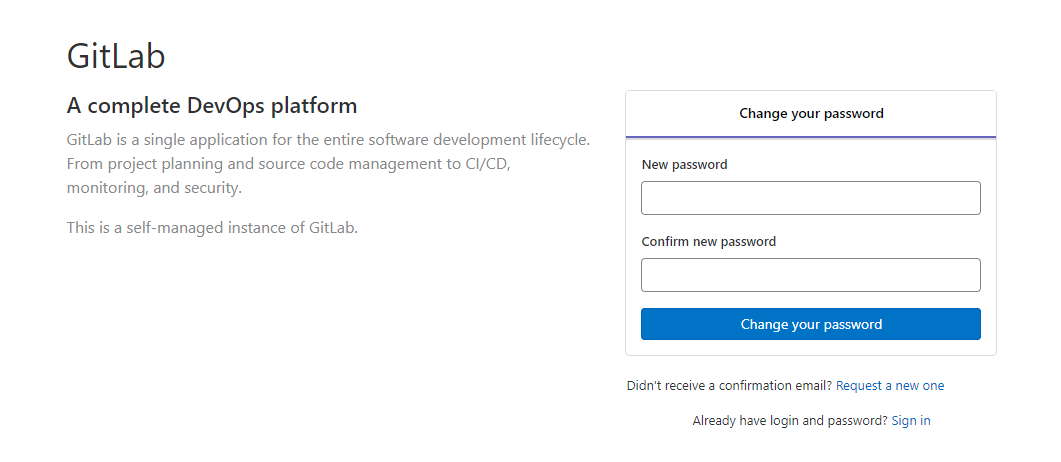 GitLab
A complete DevOps platform
GitLab is a single application for the entire software development lifecycle.
From project planning and source code management to CI/CD,
monitoring, and security.
This is a self-managed instance of GitLab.
Change your password
New password
Confirm new password
Change your password
Didn't receive a confirmation email? Request a new one
Already have login and password? Sign in